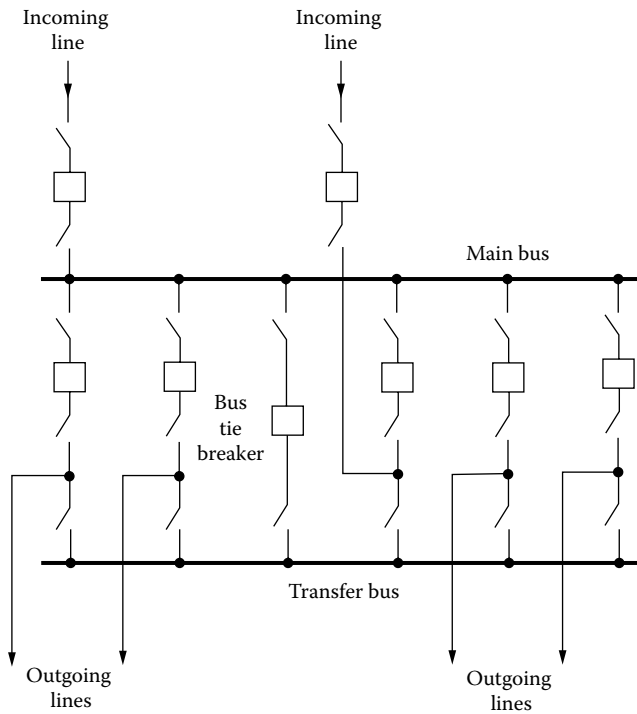 Incoming
line
Incoming
line
Main bus
Bus
tie
breaker
Transfer bus
Outgoing
lines
Outgoing
lines